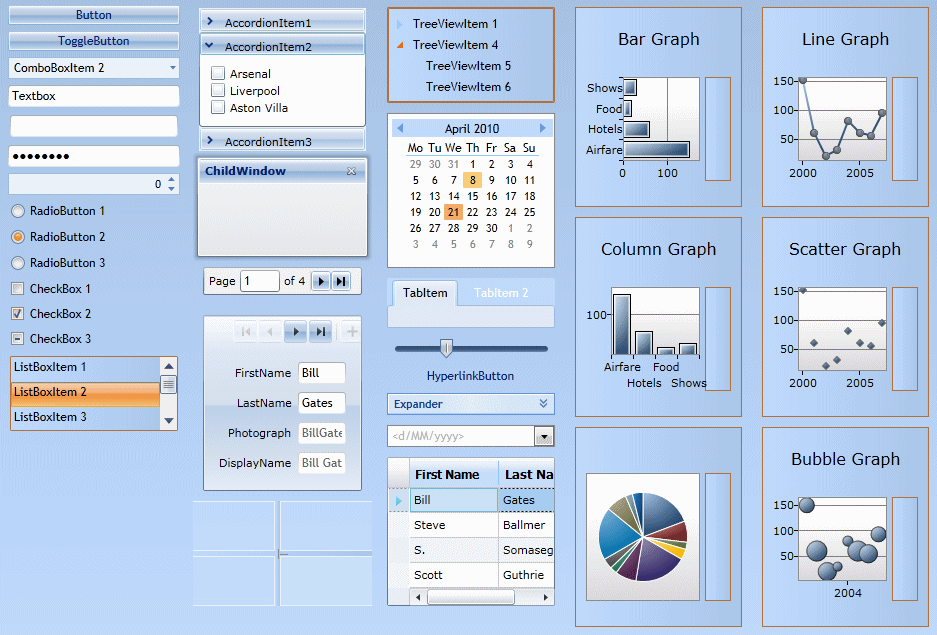 Button
ToggleButton
ComboBoxItem 2
Textbox
0
RadioButton 1
RadioButton 2
RadioButton 3
CheckBox 1
CheckBox 2
CheckBox 3
ListBoxItem 1
ListBoxItem 2
ListBoxItem 3
AccordionItem1
AccordionItem2
Arsenal
Liverpool
Aston Villa
AccordionItem3
ChildWindow
Page 1 of 4
FirstName Bill
LastName Gates
Photograph BillGate
DisplayName Bill Gat
TreeViewItem 1
TreeViewItem 4
TreeViewItem 5
TreeViewItem 6
April 2010
Mo Tu We Th Fr Sa Su
29 30 31 1 2 3 4
5 6 7 8 9 10 11
12 13 14 15 16 17 18
19 20 21 22 23 24 25
26 27 28 29 30 1 2
3 4 5 6 7 8 9
TabItem TabItem 2
HyperlinkButton
Expander
<d/MM/yyyy>
First Name Last Na
Bill Gates
Steve Ballmer
S. Somaseg
Scott Guthrie
Bar Graph
Shows
Food
Hotels
Airfare
0 100
Column Graph
100
Airfare Food
Hotels Shows
Line Graph
150
100
50
2000 2005
Scatter Graph
150
100
50
2000 2005
Bubble Graph
150
100
50
2004